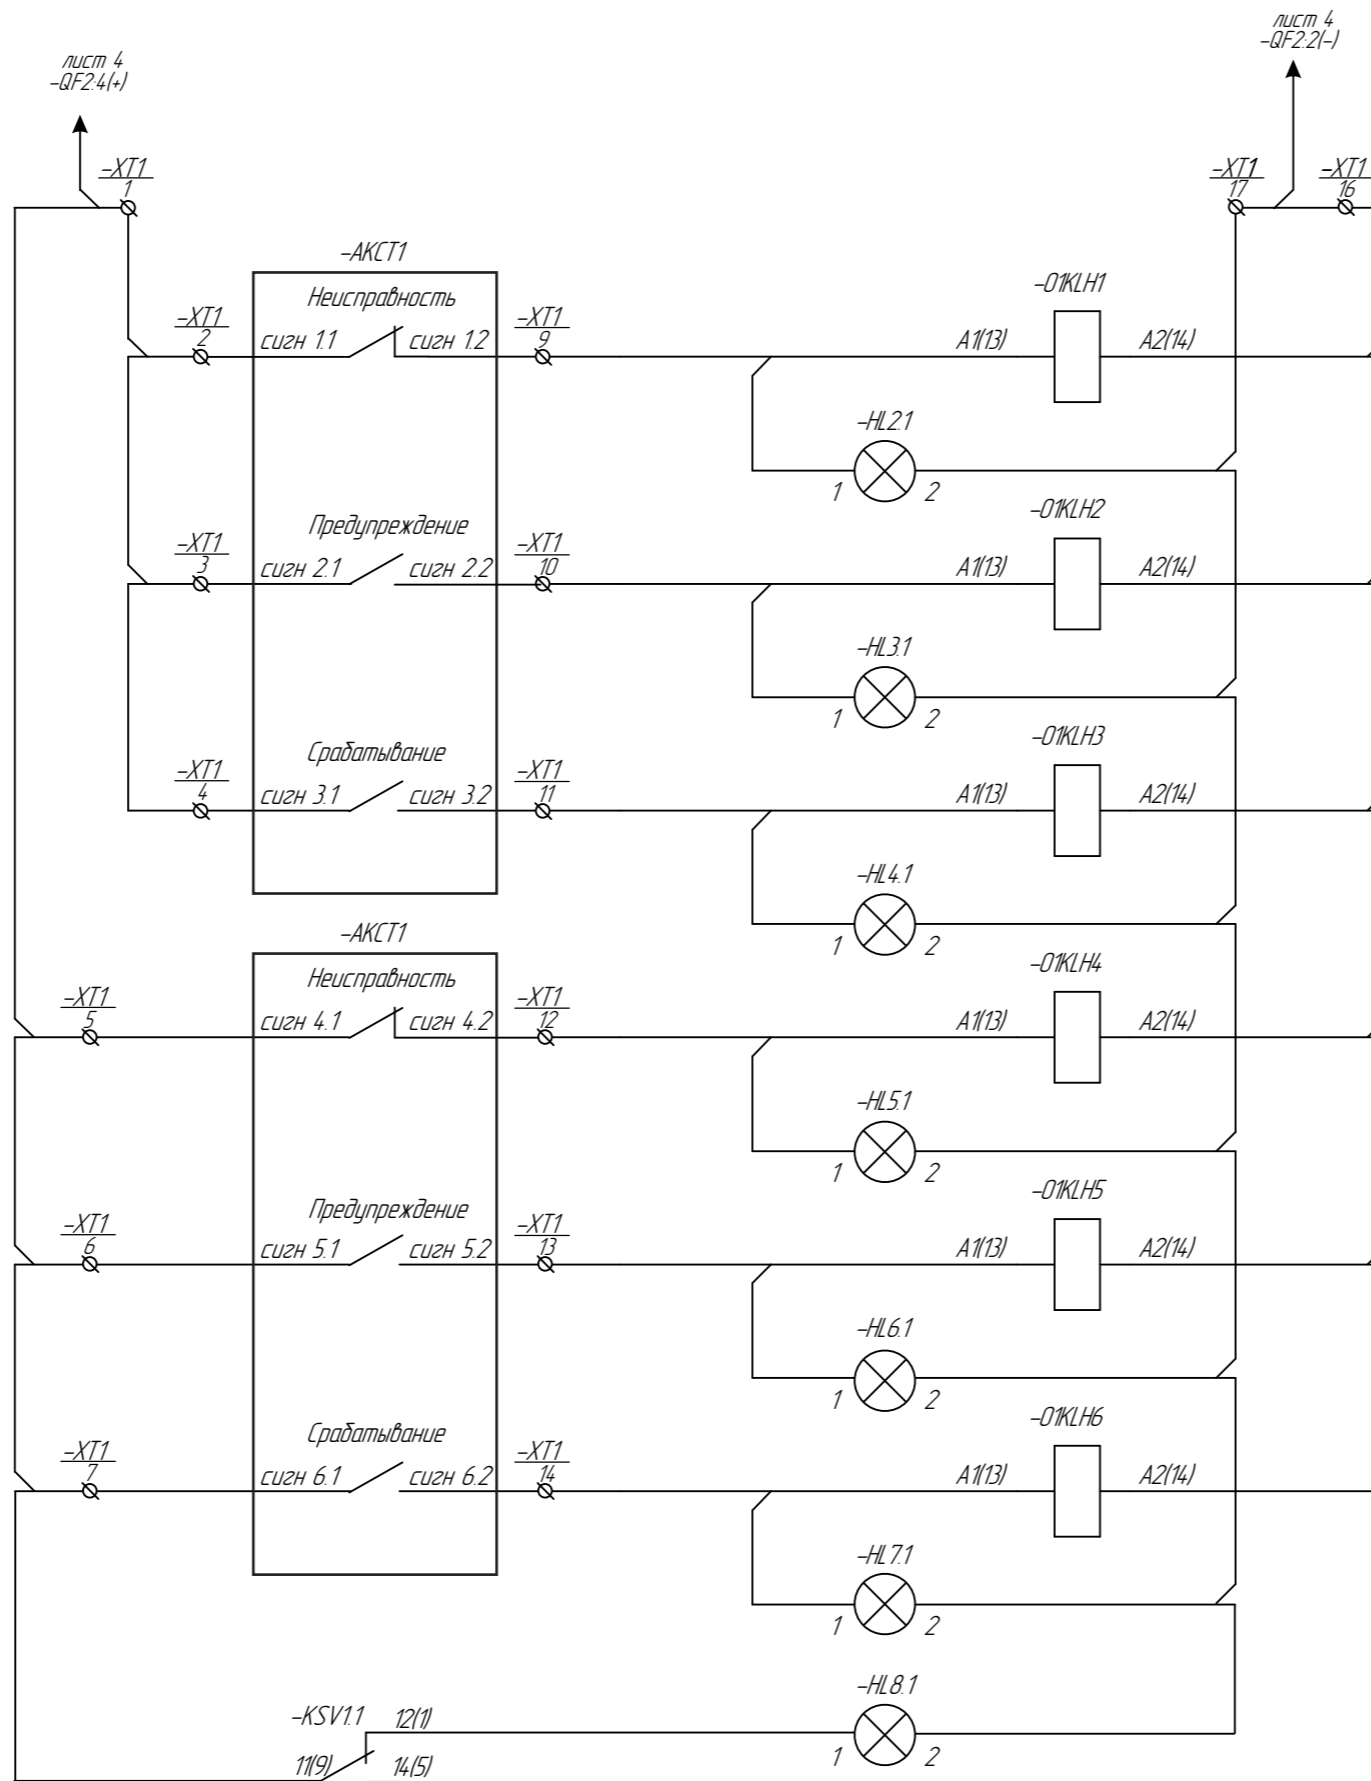 лист 4
-QF2:4(+)
лист 4
-QF2:2(-)
-XT1
1
-XT1
17
-XT1
16
-АКСТ1
-01KLH1
Неисправность
-XT1
2
сигн 1.1
сигн 1.2
-XT1
9
A1(13)
A2(14)
-HL2.1
1
2
-01KLH2
Предупреждение
-XT1
3
сигн 2.1
сигн 2.2
-XT1
10
A1(13)
A2(14)
-HL3.1
1
2
-01KLH3
Срабатывание
-XT1
4
сигн 3.1
сигн 3.2
-XT1
11
A1(13)
A2(14)
-HL4.1
1
2
-АКСТ1
-01KLH4
Неисправность
-XT1
5
сигн 4.1
сигн 4.2
-XT1
12
A1(13)
A2(14)
-HL5.1
1
2
-01KLH5
Предупреждение
-XT1
6
сигн 5.1
сигн 5.2
-XT1
13
A1(13)
A2(14)
-HL6.1
1
2
-01KLH6
Срабатывание
-XT1
7
сигн 6.1
сигн 6.2
-XT1
14
A1(13)
A2(14)
-HL7.1
1
2
-HL8.1
-KSV1.1
12(1)
1
2
11(9)
14(5)